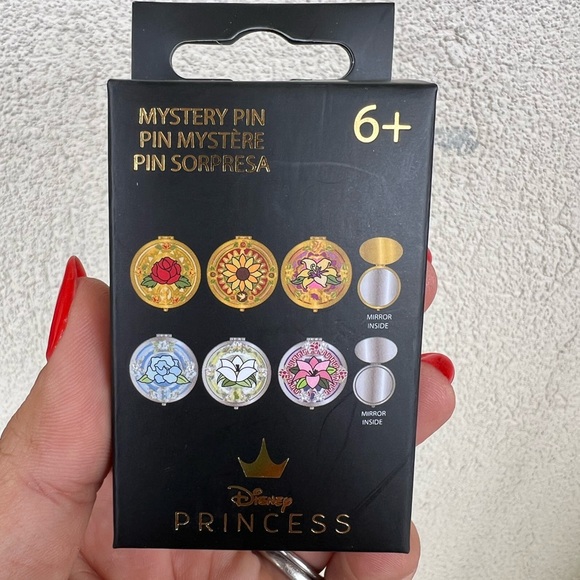 MYSTERY PIN
PIN MYSTÈRE
PIN SORPRESA
6+
MIRROR
INSIDE
MIRROR
INSIDE
Disney
PRINCESS